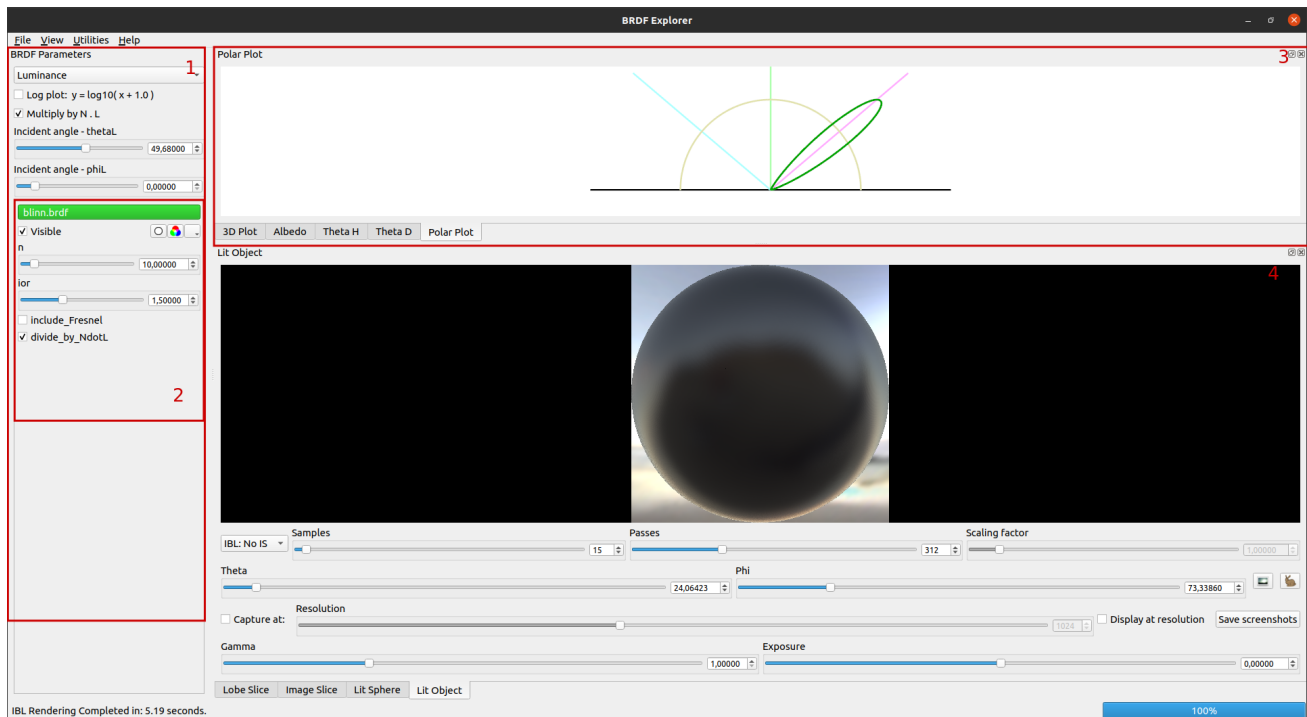 BRDF Explorer
File View Utilities Help
BRDF Parameters
1
Luminance
Log plot: y = log10( x + 1.0 )
Multiply by N . L
Incident angle - thetaL
49,68000
Incident angle - phiL
0,00000
blinn.brdf
Visible
n
10,00000
ior
1,50000
include_Fresnel
divide_by_NdotL
2
Polar Plot
3
3D Plot Albedo Theta H Theta D Polar Plot
Lit Object
4
IBL: No IS
Samples Passes Scaling factor
15 312 1,00000
Theta Phi
24,06423 73,33860
Capture at:
Resolution
1024
Display at resolution
Save screenshots
Gamma Exposure
1,00000 0,00000
Lobe Slice Image Slice Lit Sphere Lit Object
IBL Rendering Completed in: 5.19 seconds.
100%